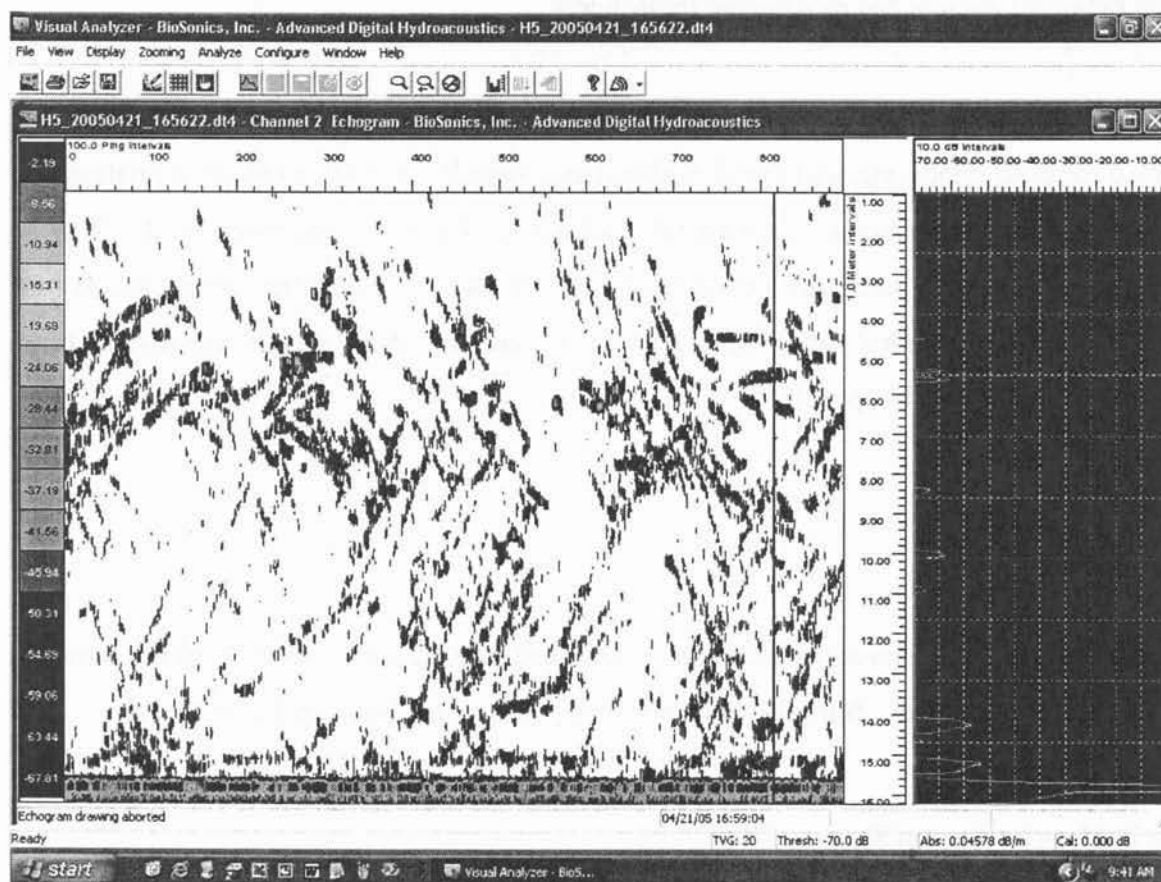 Visual Analyzer - BioSonics, Inc. - Advanced Digital Hydroacoustics - H5_20050421_165622.dt4
File View Display Zooming Analyze Configure Window Help
H5_20050421_165622.dt4 - Channel 2 Echogram - BioSonics, Inc. - Advanced Digital Hydroacoustics
100.0 Ping Intervals
0 100 200 300 400 500 600 700 800
10.0 dB Intervals
-70.00 -60.00 -50.00 -40.00 -30.00 -20.00 -10.00
-2.19
-6.56
-10.94
-15.31
-19.69
-24.06
-28.44
-32.81
-37.19
-41.56
-45.94
-50.31
-54.69
-59.06
-63.44
-67.81
1.0 Meter Intervals
1.00
2.00
3.00
4.00
5.00
6.00
7.00
8.00
9.00
10.00
11.00
12.00
13.00
14.00
15.00
16.00
Echogram drawing aborted
04/21/05 16:59:04
Ready
TVG: 20 Thresh: -70.0 dB Abs: 0.04578 dB/m Cal: 0.000 dB
start
Visual Analyzer - BioS...
9:41 AM